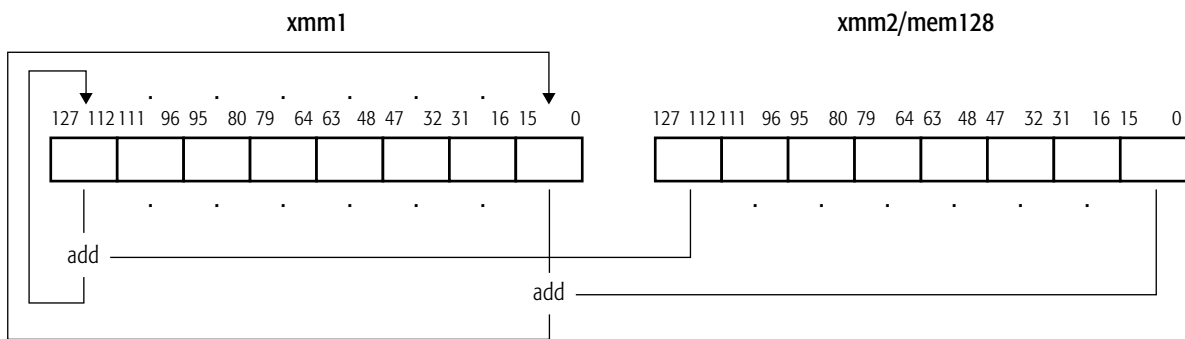 xmm1 xmm2/mem128
127 112 111 96 95 80 79 64 63 48 47 32 31 16 15 0 127 112 111 96 95 80 79 64 63 48 47 32 31 16 15 0
add
add